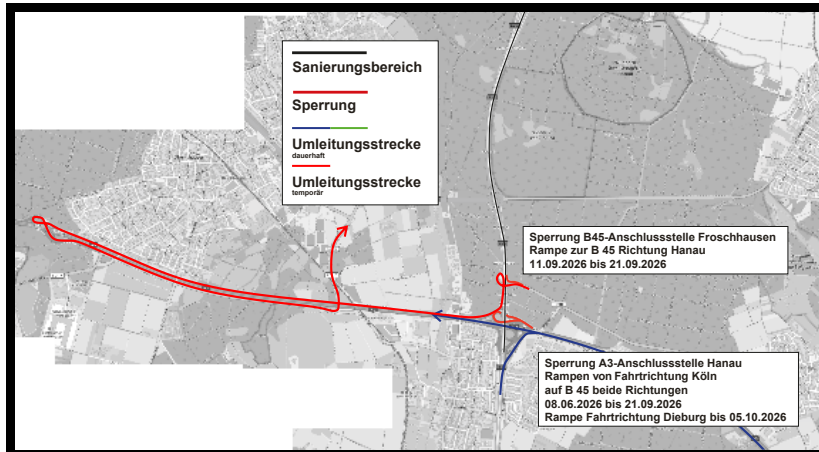 Sanierungsbereich
Sperrung
Umleitungsstrecke
dauerhaft
Umleitungsstrecke
temporär
Sperrung B45-Anschlussstelle Froschhausen
Rampe zur B 45 Richtung Hanau
11.09.2026 bis 21.09.2026
Sperrung A3-Anschlussstelle Hanau
Rampen von Fahrtrichtung Köln
auf B 45 beide Richtungen
08.06.2026 bis 21.09.2026
Rampe Fahrtrichtung Dieburg bis 05.10.2026